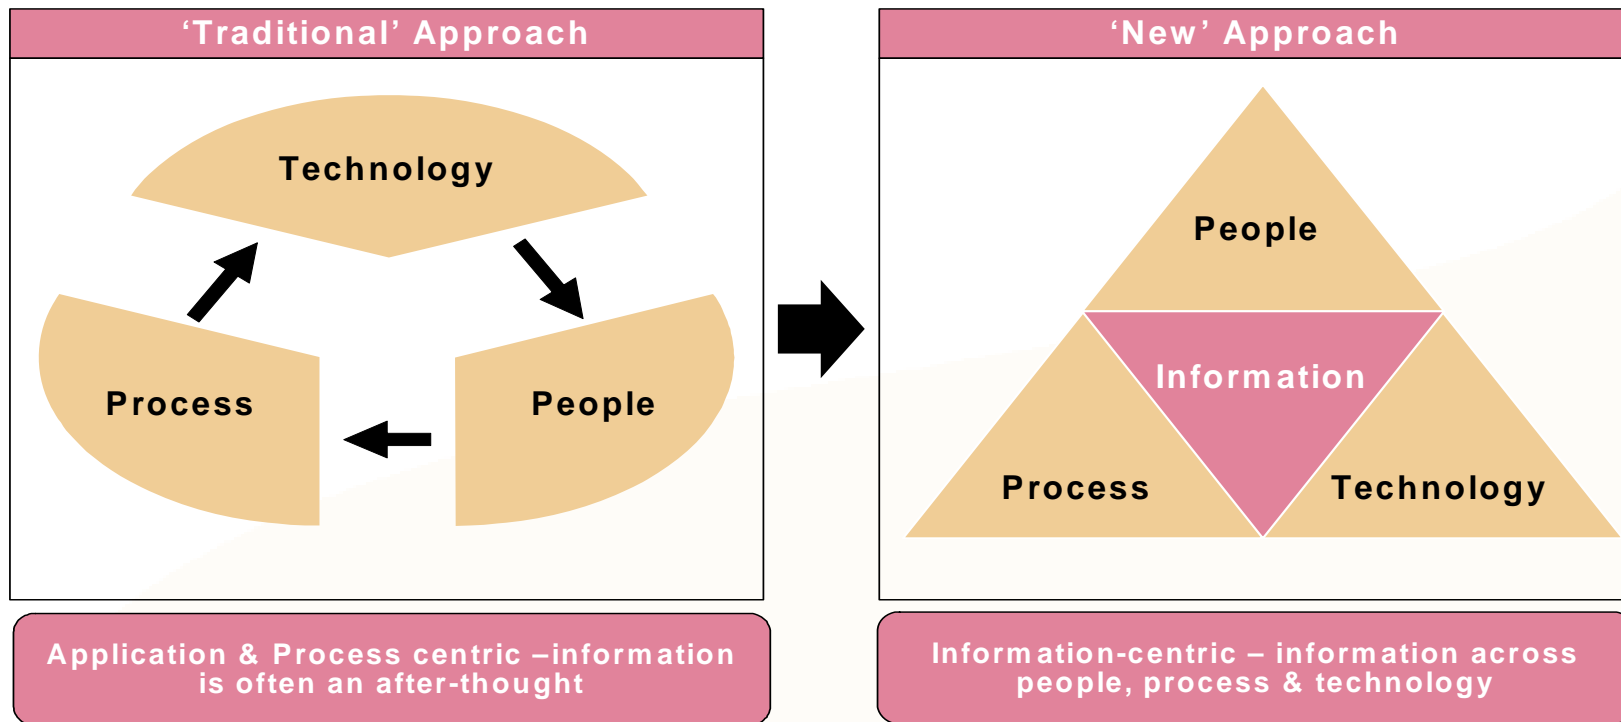 ‘Traditional’ Approach
Technology
Process
People
Application & Process centric –information
is often an after-thought
‘New’ Approach
People
Information
Process
Technology
Information-centric – information across
people, process & technology